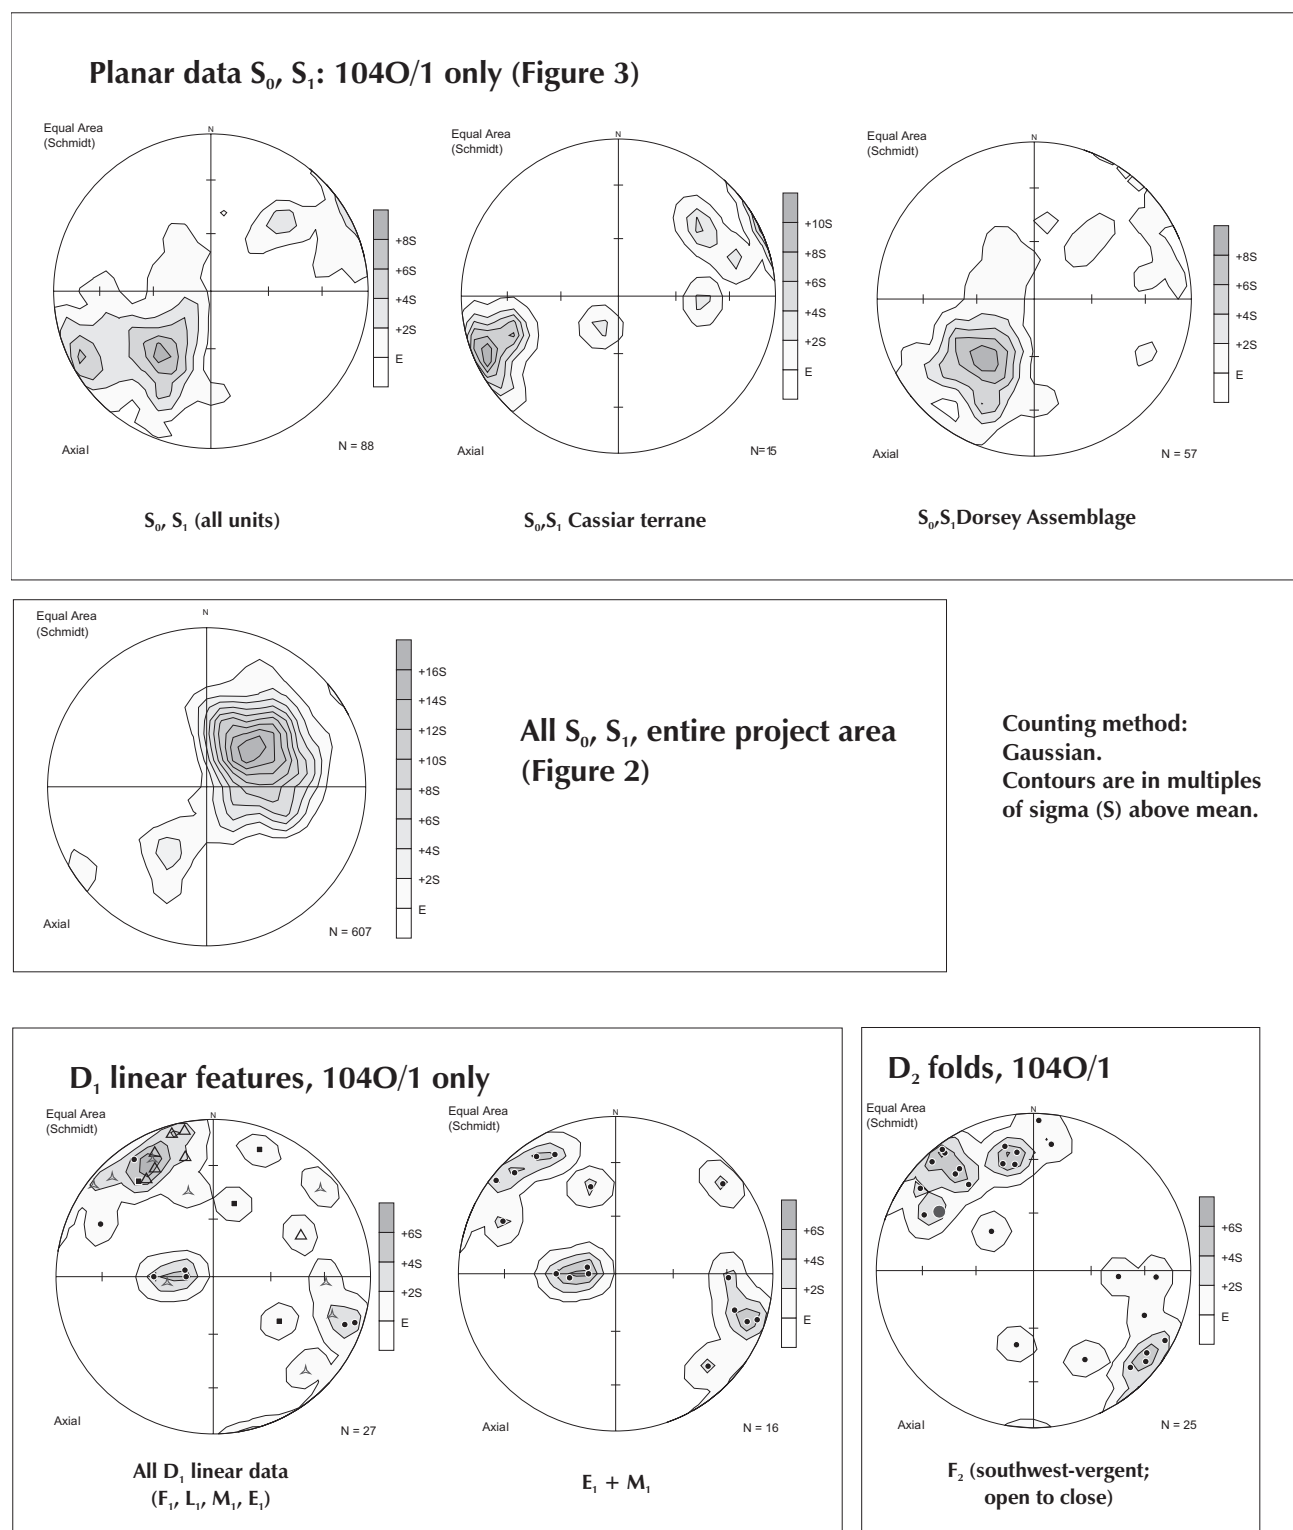 Planar data S₀, S₁: 104O/1 only (Figure 3)
Equal Area
(Schmidt)
N
+8S
+6S
+4S
+2S
E
Axial
N = 88
S₀, S₁ (all units)
Equal Area
(Schmidt)
N
+10S
+8S
+6S
+4S
+2S
E
Axial
N=15
S₀,S₁ Cassiar terrane
Equal Area
(Schmidt)
N
+8S
+6S
+4S
+2S
E
Axial
N = 57
S₀,S₁Dorsey Assemblage
Equal Area
(Schmidt)
N
+16S
+14S
+12S
+10S
+8S
+6S
+4S
+2S
E
Axial
N = 607
All S₀, S₁, entire project area
(Figure 2)
Counting method:
Gaussian.
Contours are in multiples
of sigma (S) above mean.
D₁ linear features, 104O/1 only
Equal Area
(Schmidt)
N
+6S
+4S
+2S
E
Axial
N = 27
All D₁ linear data
(F₁, L₁, M₁, E₁)
Equal Area
(Schmidt)
N
+6S
+4S
+2S
E
Axial
N = 16
E₁ + M₁
D₂ folds, 104O/1
Equal Area
(Schmidt)
N
+6S
+4S
+2S
E
Axial
N = 25
F₂ (southwest-vergent;
open to close)